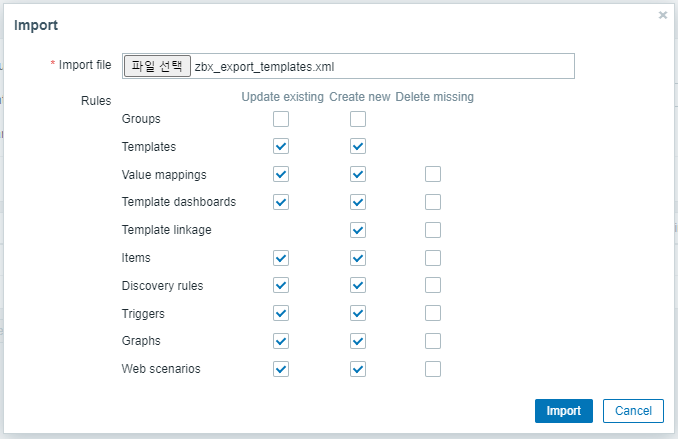 Import
* Import file 파일 선택 zbx_export_templates.xml
Rules Update existing Create new Delete missing
Groups
Templates
Value mappings
Template dashboards
Template linkage
Items
Discovery rules
Triggers
Graphs
Web scenarios
Import Cancel